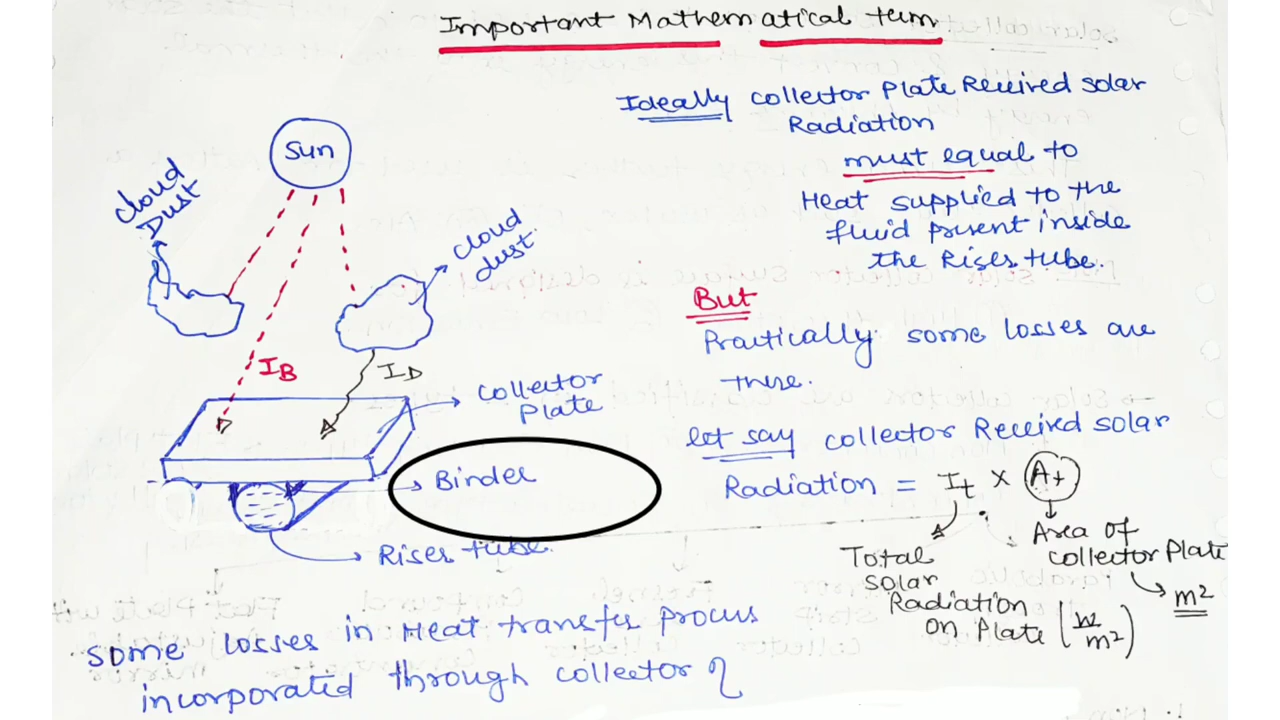 Important Mathematical term
Ideally collector Plate Received solar
Radiation
must equal to
Heat supplied to the
fluid present inside
the Riser tube.
But
Practically some losses are
there.
let say collector Received solar
Radiation = It × At
Total
solar
Radiation
on Plate (w/m²)
Area of
collector Plate
m²
Sun
cloud
Dust
cloud
dust
IB
ID
Collector
Plate
Binder
Riser tube
some losses in Heat transfer process
incorporated through collector η